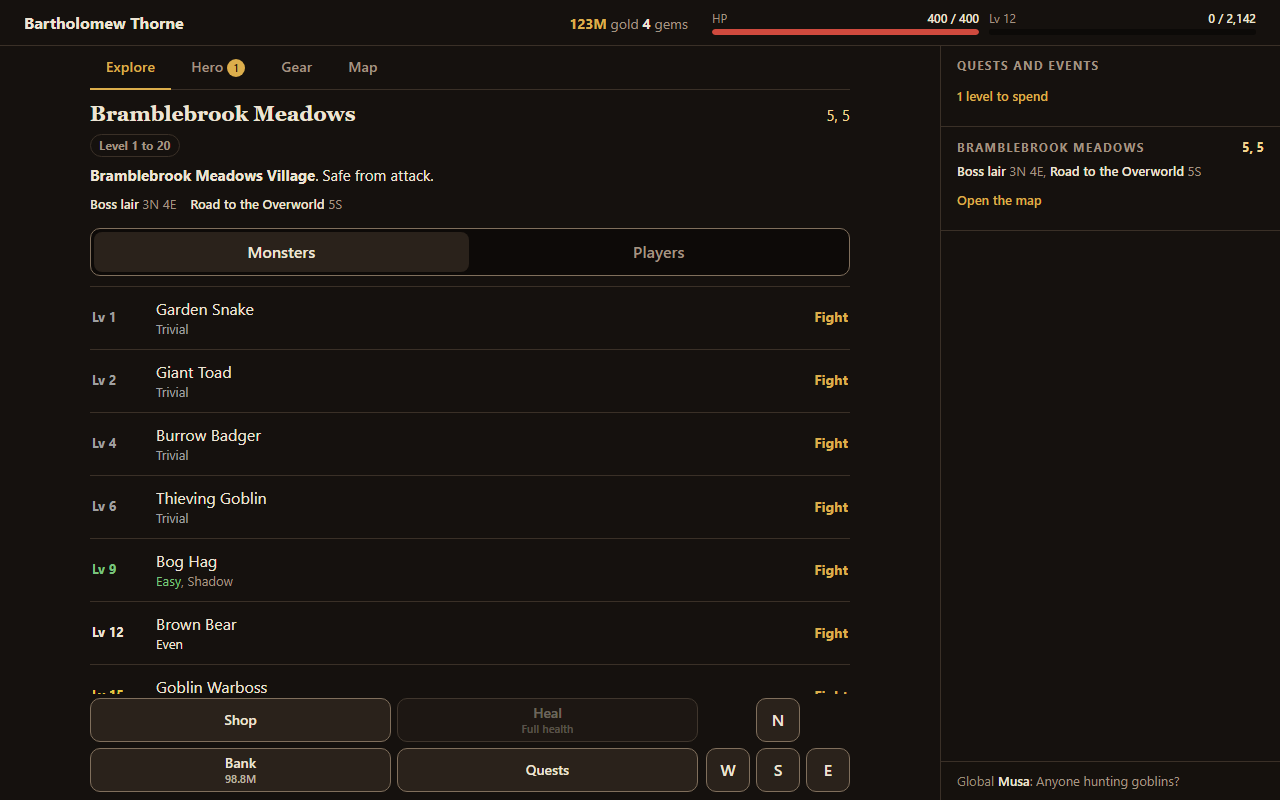 Bartholomew Thorne
123M gold 4 gems
HP 400 / 400
Lv 12 0 / 2,142
Explore Hero 1 Gear Map
Bramblebrook Meadows 5, 5
Level 1 to 20
Bramblebrook Meadows Village. Safe from attack.
Boss lair 3N 4E Road to the Overworld 5S
Monsters Players
Lv 1 Garden Snake Fight
Trivial
Lv 2 Giant Toad Fight
Trivial
Lv 4 Burrow Badger Fight
Trivial
Lv 6 Thieving Goblin Fight
Trivial
Lv 9 Bog Hag Fight
Easy, Shadow
Lv 12 Brown Bear Fight
Even
Goblin Warboss
Shop
Heal
Full health
N
Bank
98.8M
Quests
W S E
QUESTS AND EVENTS
1 level to spend
BRAMBLEBROOK MEADOWS 5, 5
Boss lair 3N 4E, Road to the Overworld 5S
Open the map
Global Musa: Anyone hunting goblins?